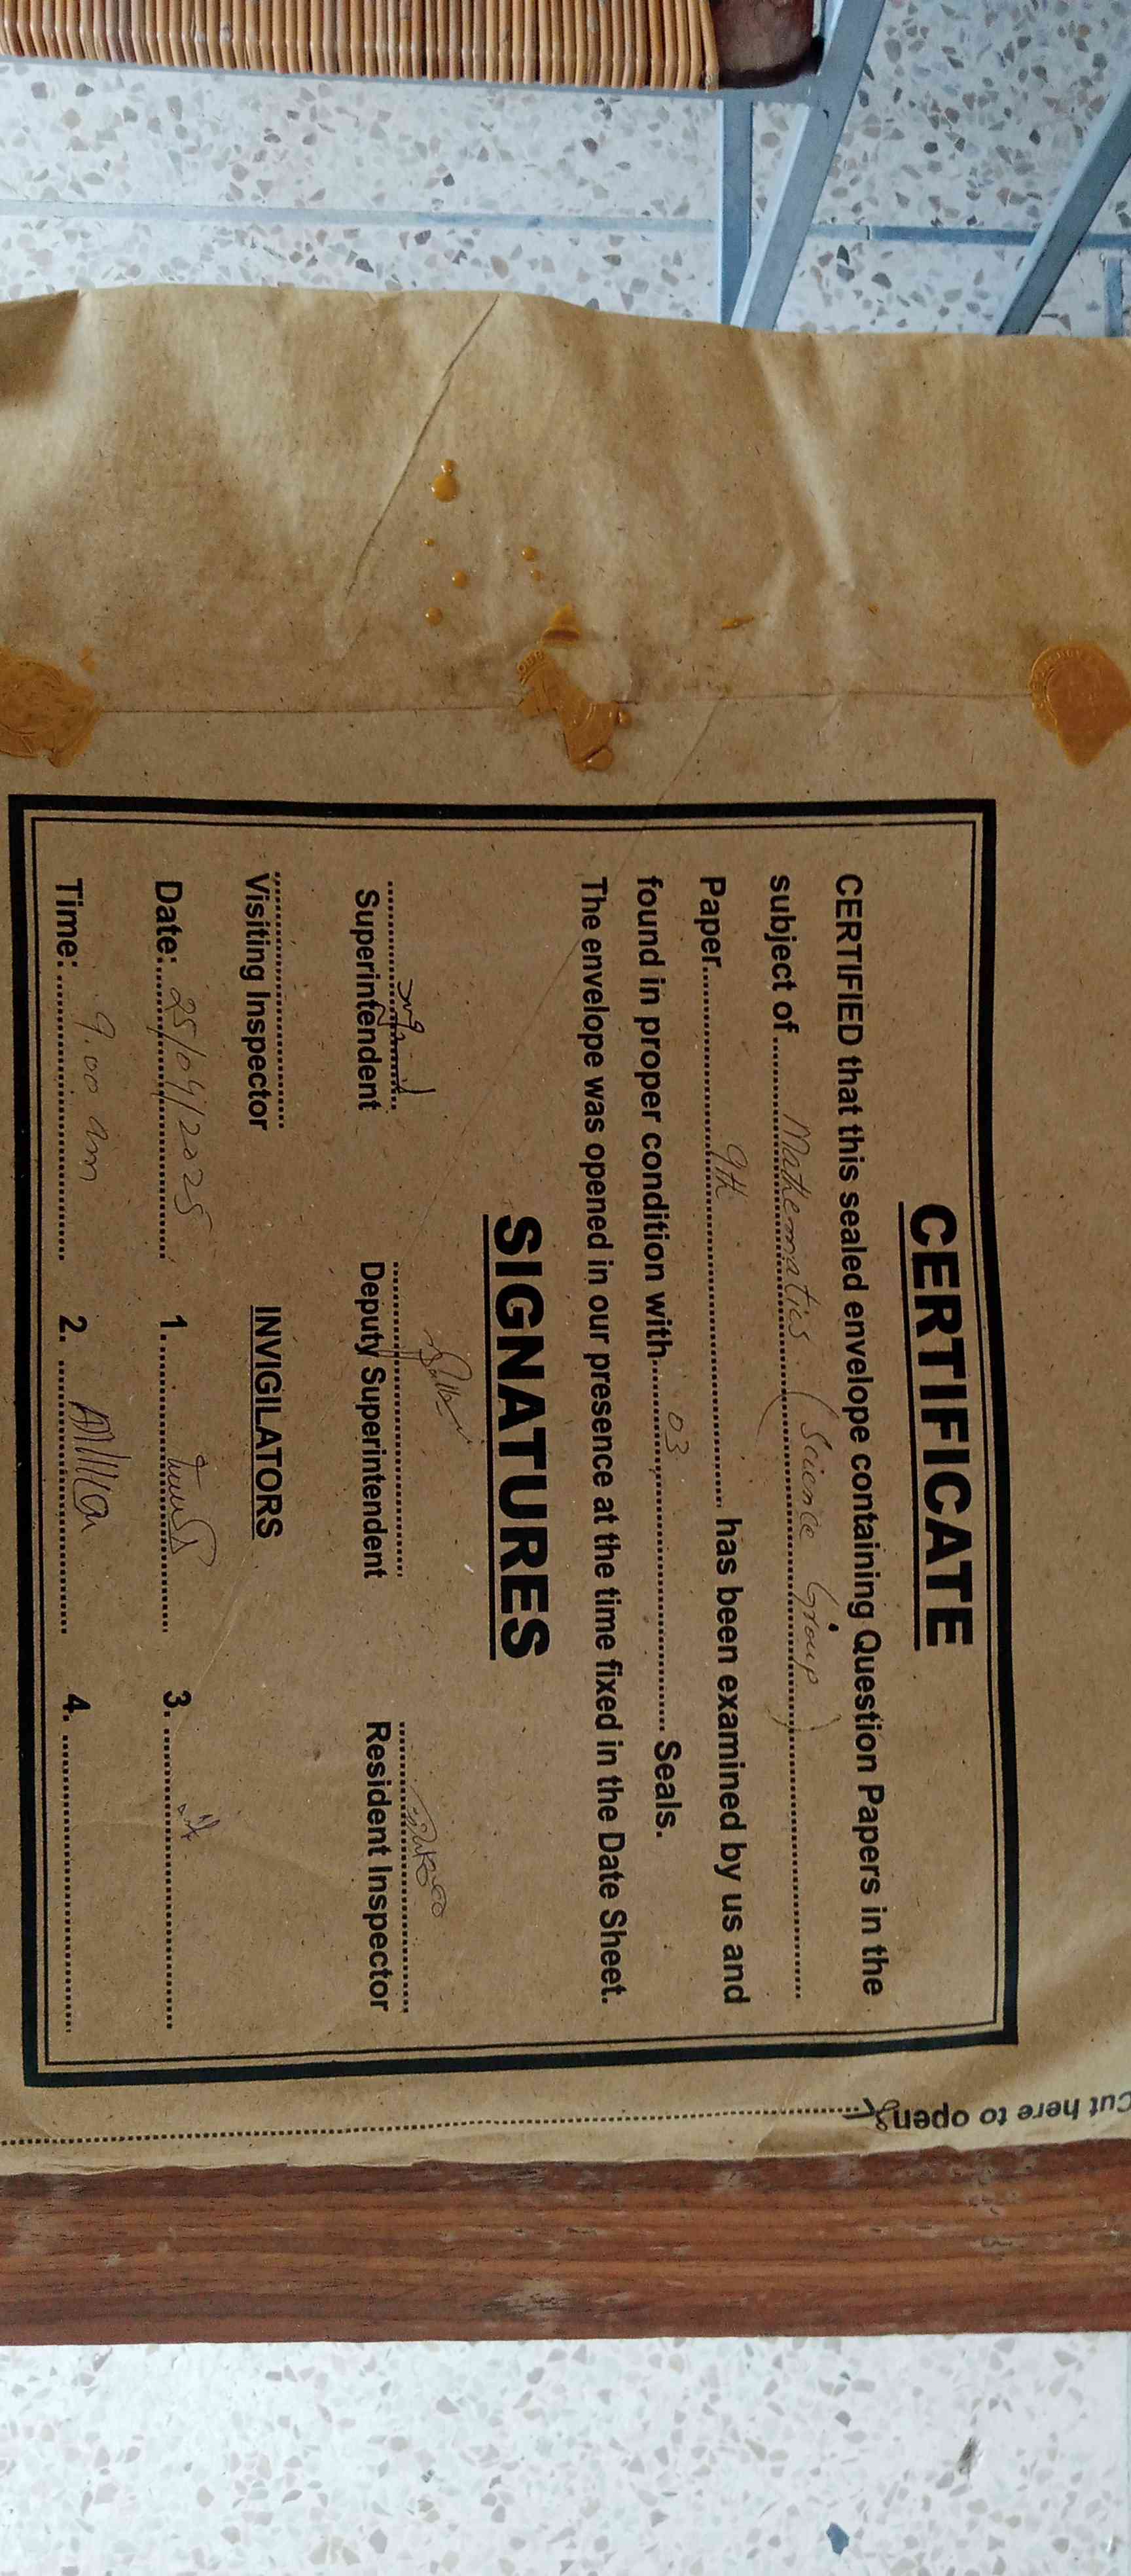 CERTIFICATE
CERTIFIED that this sealed envelope containing Question Papers in the
subject of.......... Mathematics (Science Group) ..........
Paper.......... 9th .......... has been examined by us and
found in proper condition with.......... 03 .......... Seals.
The envelope was opened in our presence at the time fixed in the Date Sheet.
SIGNATURES
Superintendent Deputy Superintendent Resident Inspector
Visiting Inspector INVIGILATORS
Date:.......... 25/04/2025 .......... 1. .......... 3. ..........
Time: .......... 9.00 am .......... 2. .......... 4. ..........
Cut here to open